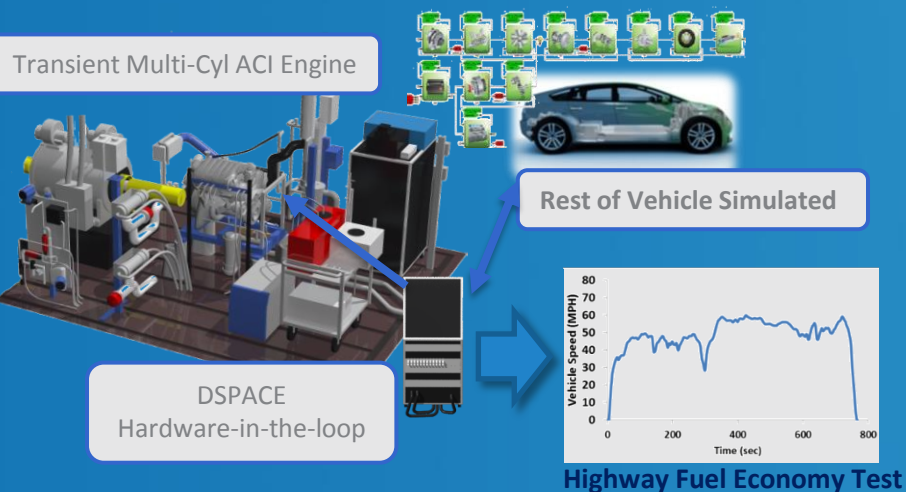 Transient Multi-Cyl ACI Engine
Rest of Vehicle Simulated
DSPACE
Hardware-in-the-loop
Vehicle Speed (MPH)
80
70
60
50
40
30
20
10
0
0 200 400 600 800
Time (sec)
Highway Fuel Economy Test